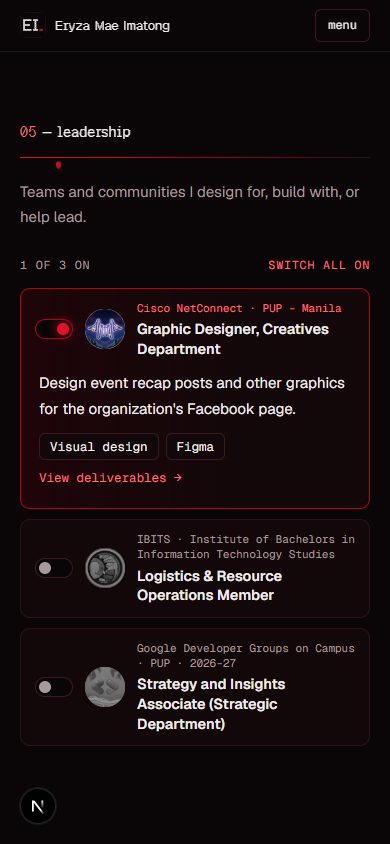 EI. Eryza Mae Imatong
menu
05 — leadership
Teams and communities I design for, build with, or
help lead.
1 OF 3 ON
SWITCH ALL ON
Cisco NetConnect · PUP - Manila
Graphic Designer, Creatives
Department
Design event recap posts and other graphics
for the organization's Facebook page.
Visual design
Figma
View deliverables →
IBITS · Institute of Bachelors in
Information Technology Studies
Logistics & Resource
Operations Member
Google Developer Groups on Campus
· PUP · 2026-27
Strategy and Insights
Associate (Strategic
Department)
N